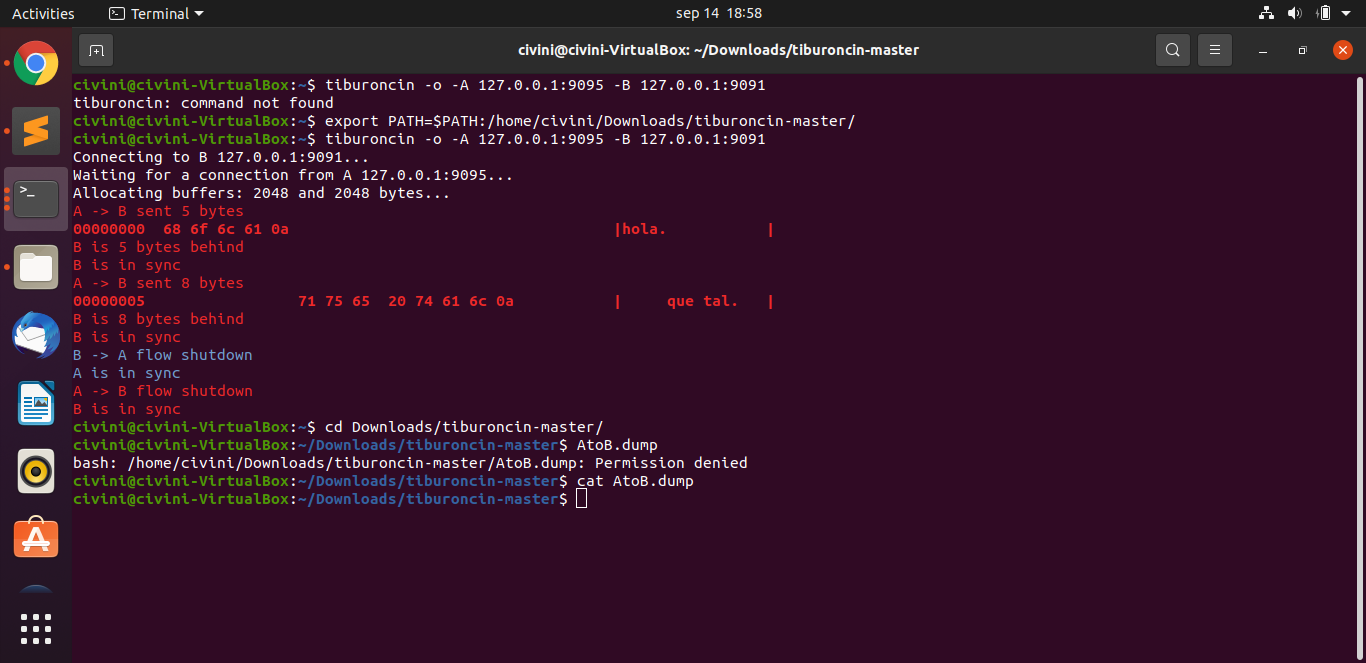 Activities Terminal sep 14 18:58
civini@civini-VirtualBox: ~/Downloads/tiburoncin-master
civini@civini-VirtualBox:~$ tiburoncin -o -A 127.0.0.1:9095 -B 127.0.0.1:9091
tiburoncin: command not found
civini@civini-VirtualBox:~$ export PATH=$PATH:/home/civini/Downloads/tiburoncin-master/
civini@civini-VirtualBox:~$ tiburoncin -o -A 127.0.0.1:9095 -B 127.0.0.1:9091
Connecting to B 127.0.0.1:9091...
Waiting for a connection from A 127.0.0.1:9095...
Allocating buffers: 2048 and 2048 bytes...
A -> B sent 5 bytes
00000000  68 6f 6c 61 0a                                    |hola.           |
B is 5 bytes behind
B is in sync
A -> B sent 8 bytes
00000005                 71 75 65  20 74 61 6c 0a           |     que tal.   |
B is 8 bytes behind
B is in sync
B -> A flow shutdown
A is in sync
A -> B flow shutdown
B is in sync
civini@civini-VirtualBox:~$ cd Downloads/tiburoncin-master/
civini@civini-VirtualBox:~/Downloads/tiburoncin-master$ AtoB.dump
bash: /home/civini/Downloads/tiburoncin-master/AtoB.dump: Permission denied
civini@civini-VirtualBox:~/Downloads/tiburoncin-master$ cat AtoB.dump
civini@civini-VirtualBox:~/Downloads/tiburoncin-master$